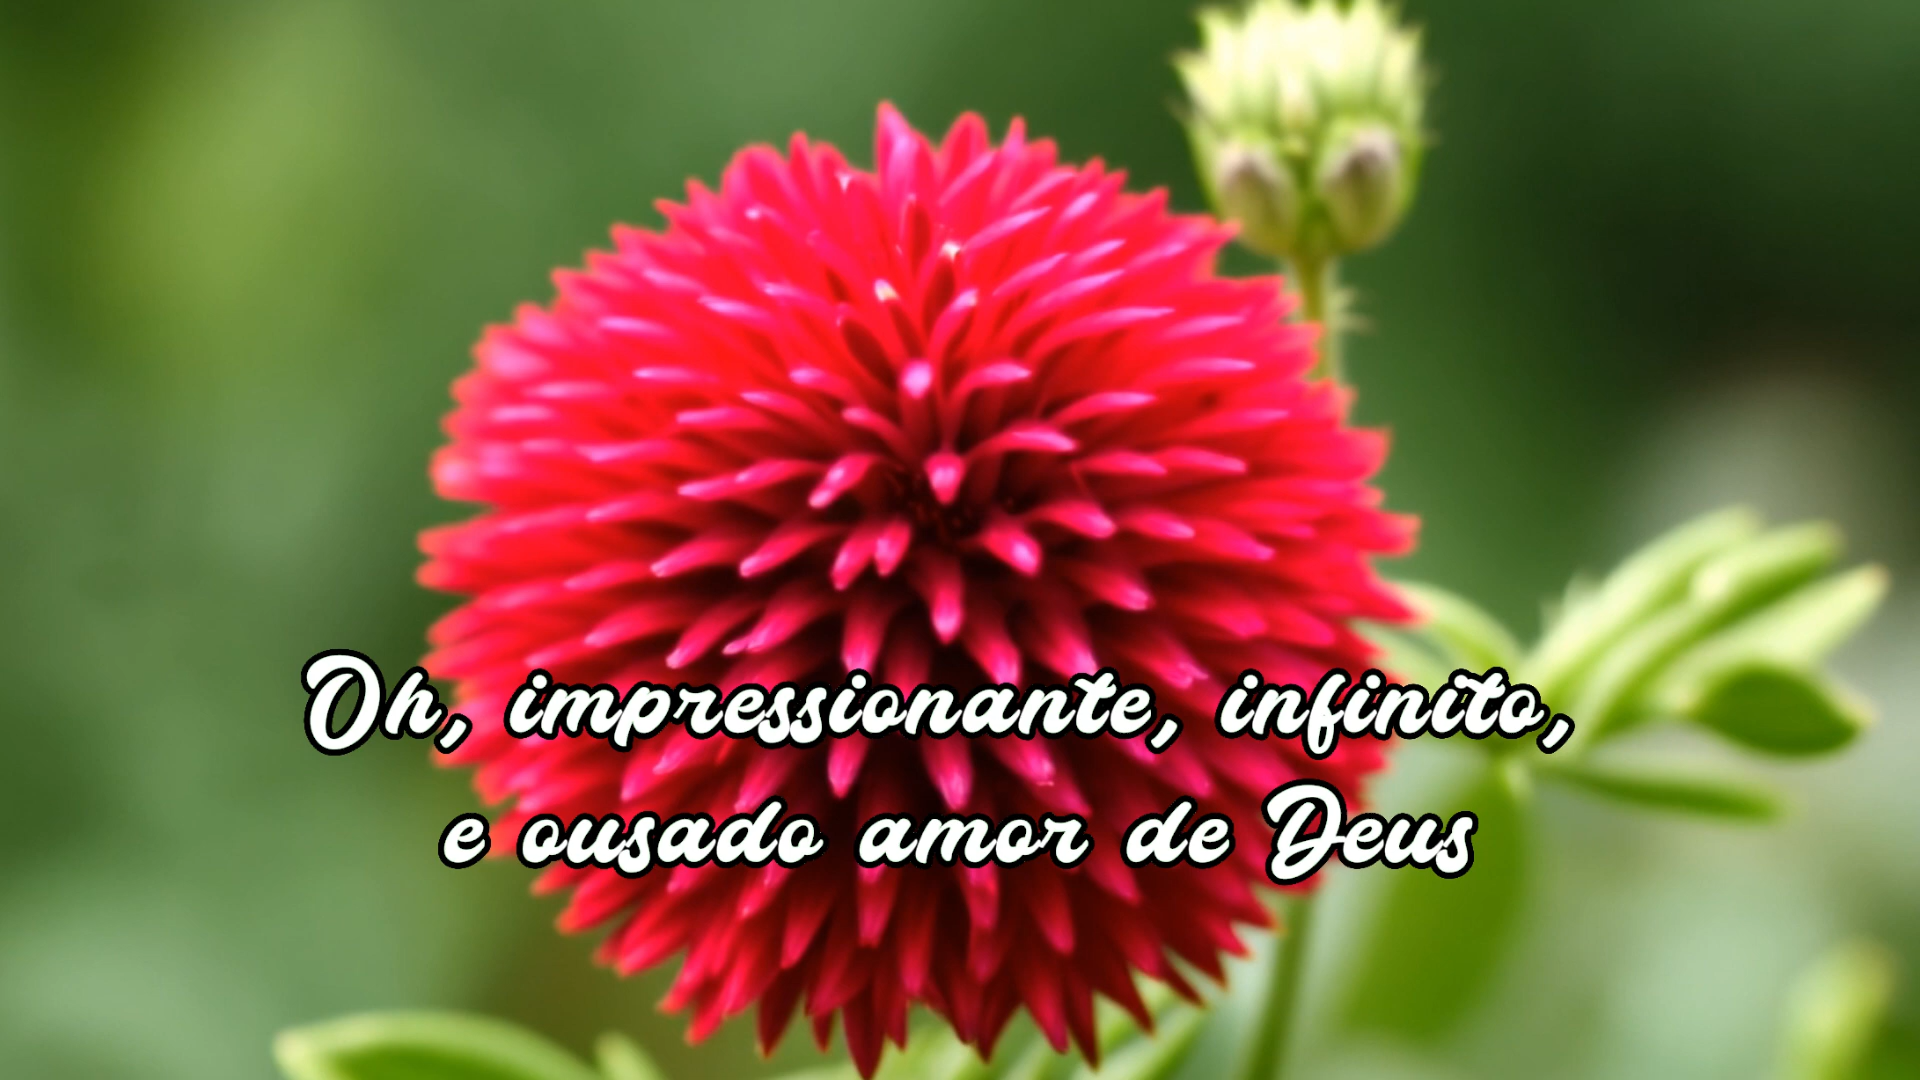 Oh, impressionante, infinito,
e ousado amor de Deus